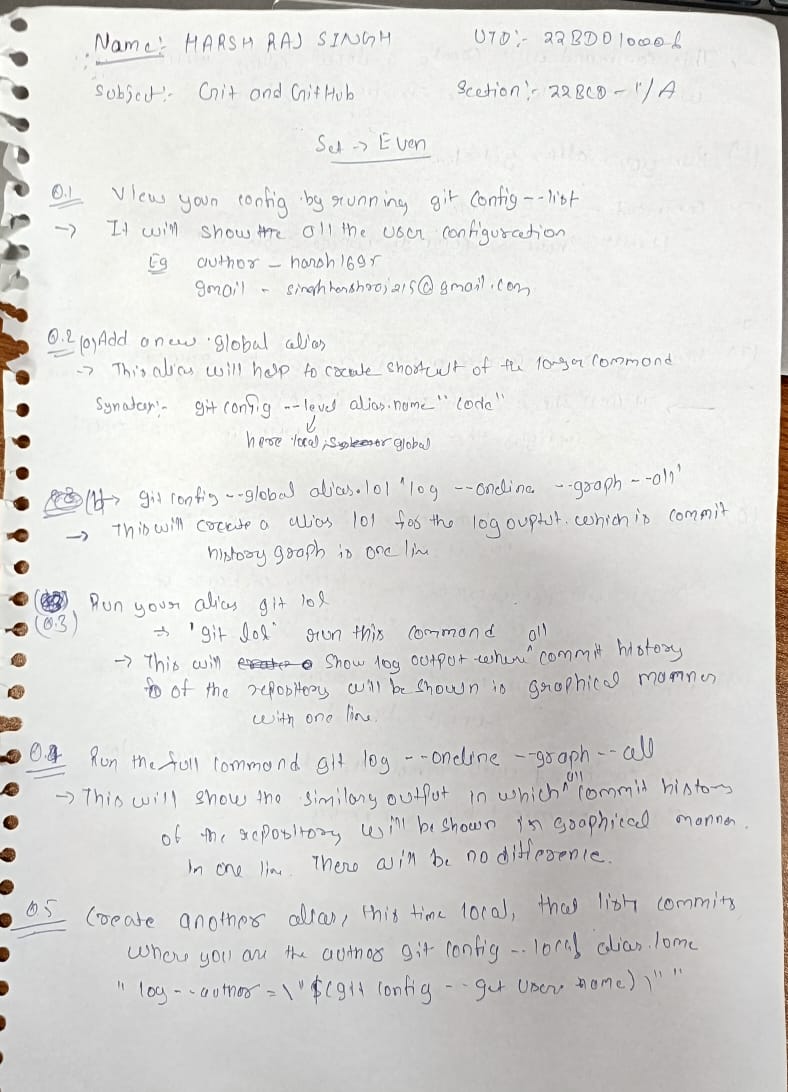 Name:- HARSH RAJ SINGH UID:- 22BDO10006
Subject:- Git and GitHub Section:- 22BCD-1/A
Set -> Even
Q.1 View your config by running git config --list
-> It will show the all the user configuration
Eg author - harsh169r
gmail - singhharshraj215@gmail.com
Q.2 (a) Add a new global alias
-> This alias will help to create shortcut of the longer command
Synatax:- git config --level alias.name "code"
here local, or global
(b) -> git config --global alias.lol "log --oneline --graph --all"
-> This will create a alias lol for the log ouptut. which is commit
history graph in one line
(Q.3) Run your alias git lol
-> 'git lol' run this command
-> This will show log output where all commit history
of the repository will be shown in graphical manner
with one line.
Q.4 Run the full command git log --oneline --graph --all
-> This will show the similary output in which all commit history
of the repository will be shown in graphical manner.
In one line. There will be no difference.
Q.5 Create another alias, this time local, that lists commits
where you are the author git config --local alias.lome
"log --author=\"$(git config --get user.name)\""